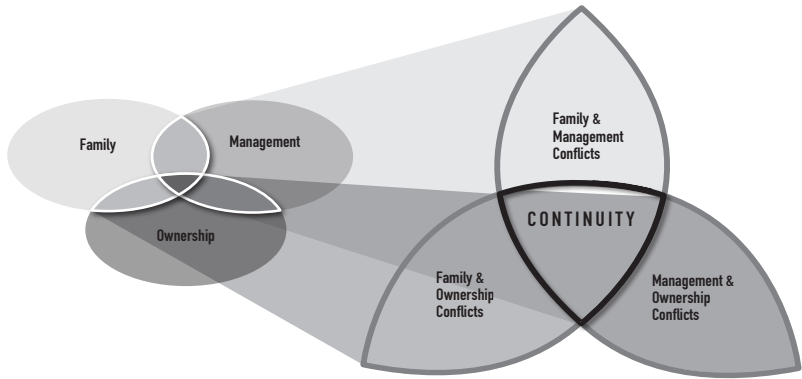 Family
Management
Ownership
Family &
Management
Conflicts
CONTINUITY
Family &
Ownership
Conflicts
Management &
Ownership
Conflicts